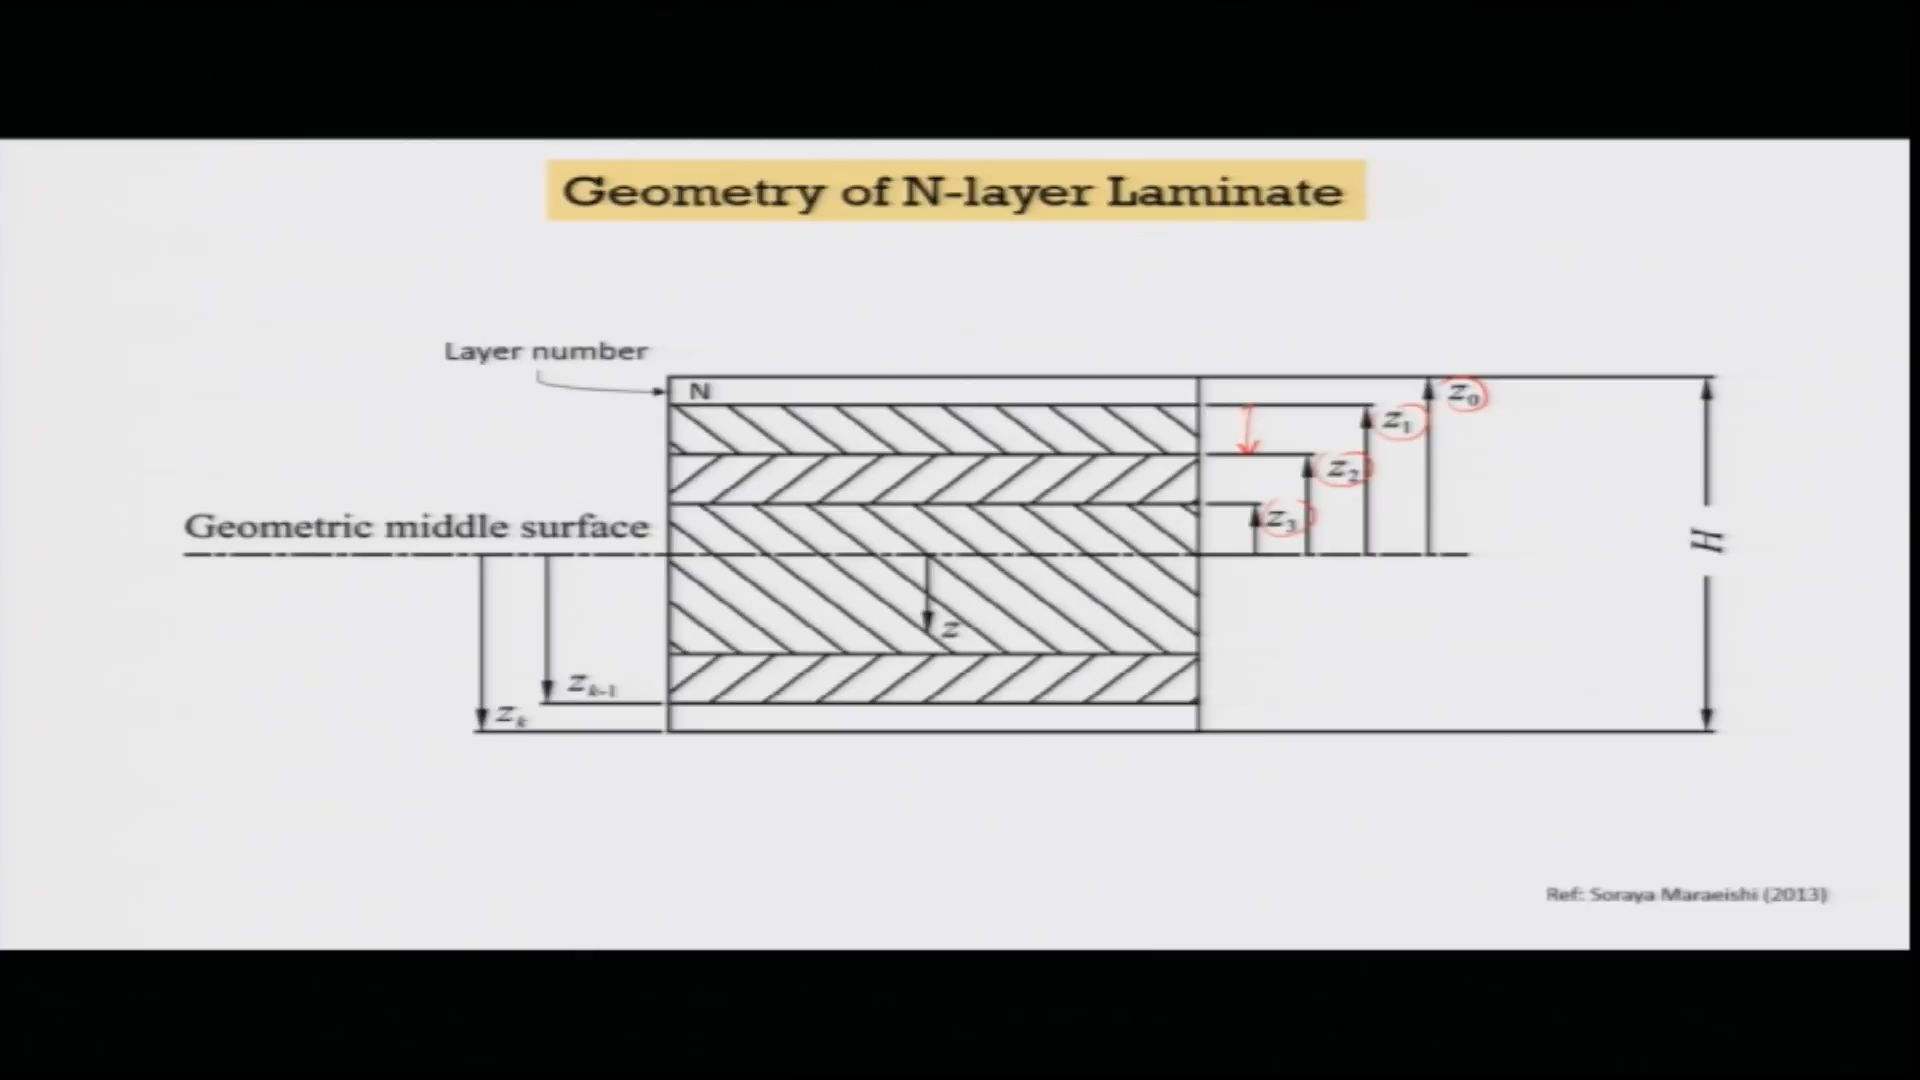 Geometry of N-layer Laminate
Layer number
N
z₀
z₁
z₂
z₃
Geometric middle surface
H
z
zₖ₋₁
zₖ
Ref: Soraya Maraeishi (2013)